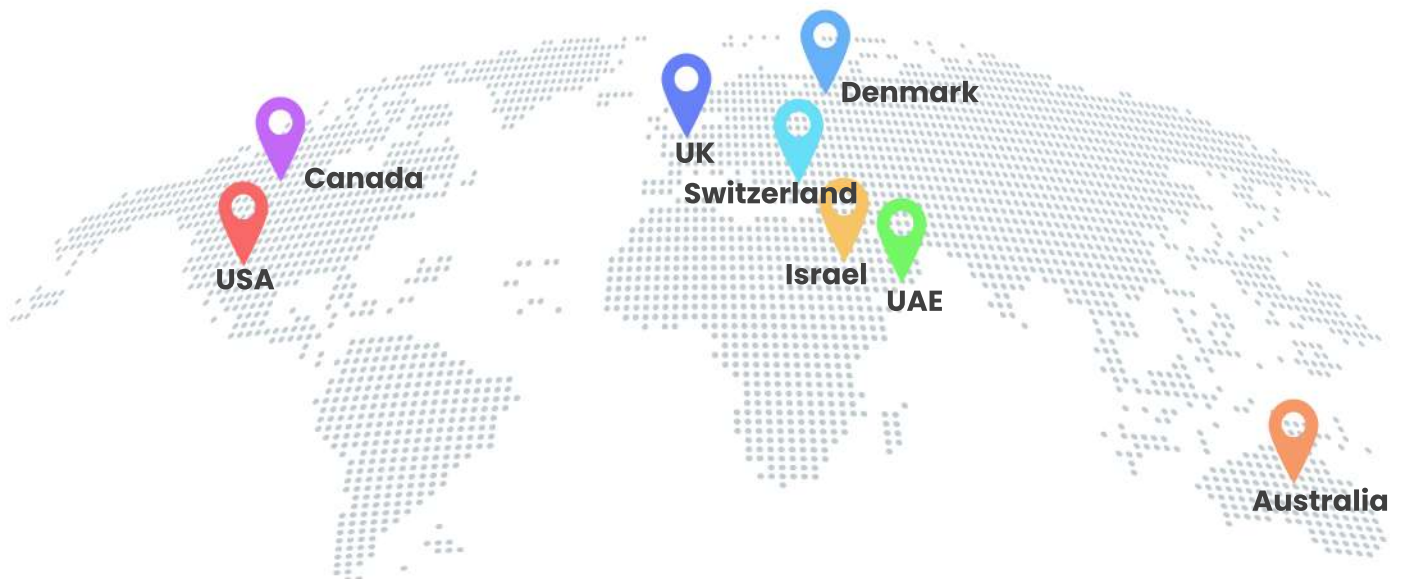 Denmark
UK
Canada
Switzerland
USA
Israel
UAE
Australia